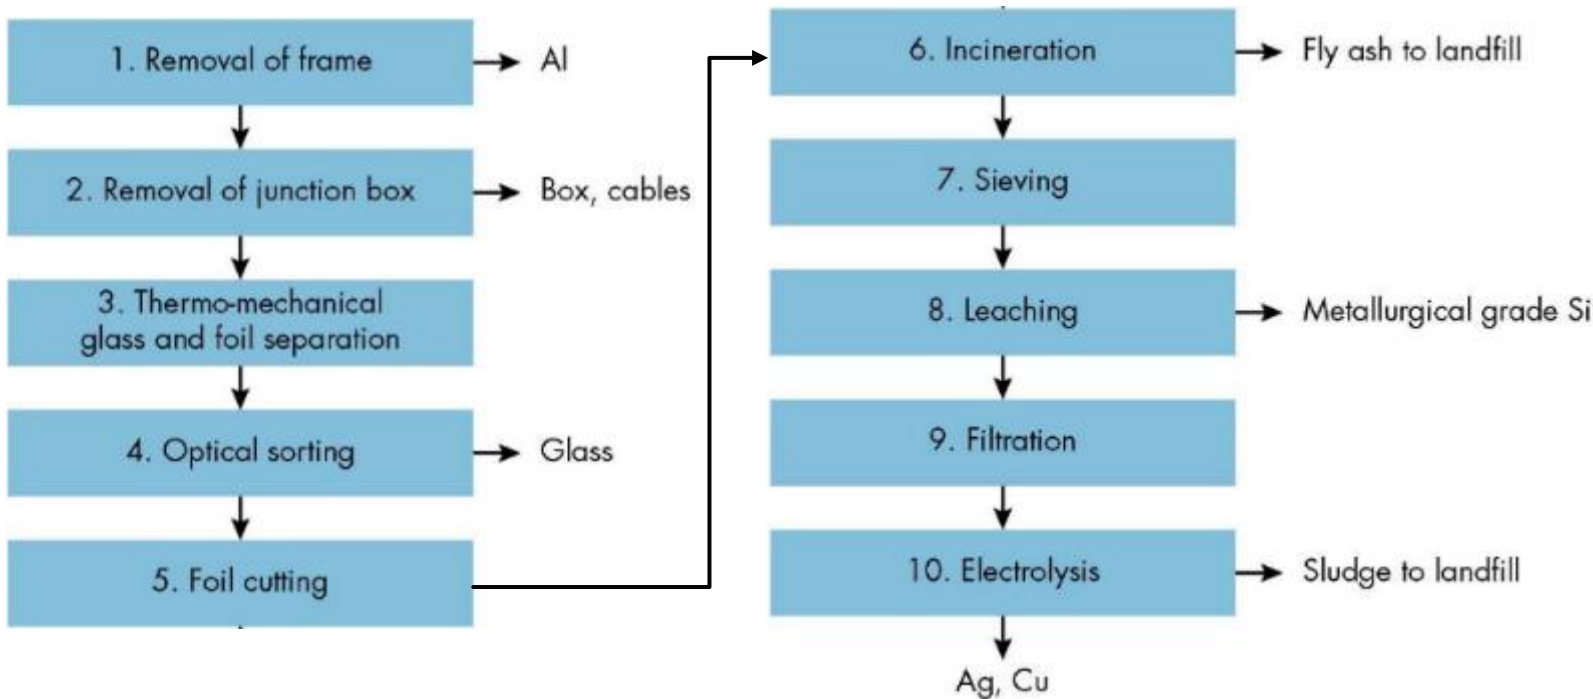 1. Removal of frame
Al
2. Removal of junction box
Box, cables
3. Thermo-mechanical
glass and foil separation
4. Optical sorting
Glass
5. Foil cutting
6. Incineration
Fly ash to landfill
7. Sieving
8. Leaching
Metallurgical grade Si
9. Filtration
10. Electrolysis
Sludge to landfill
Ag, Cu